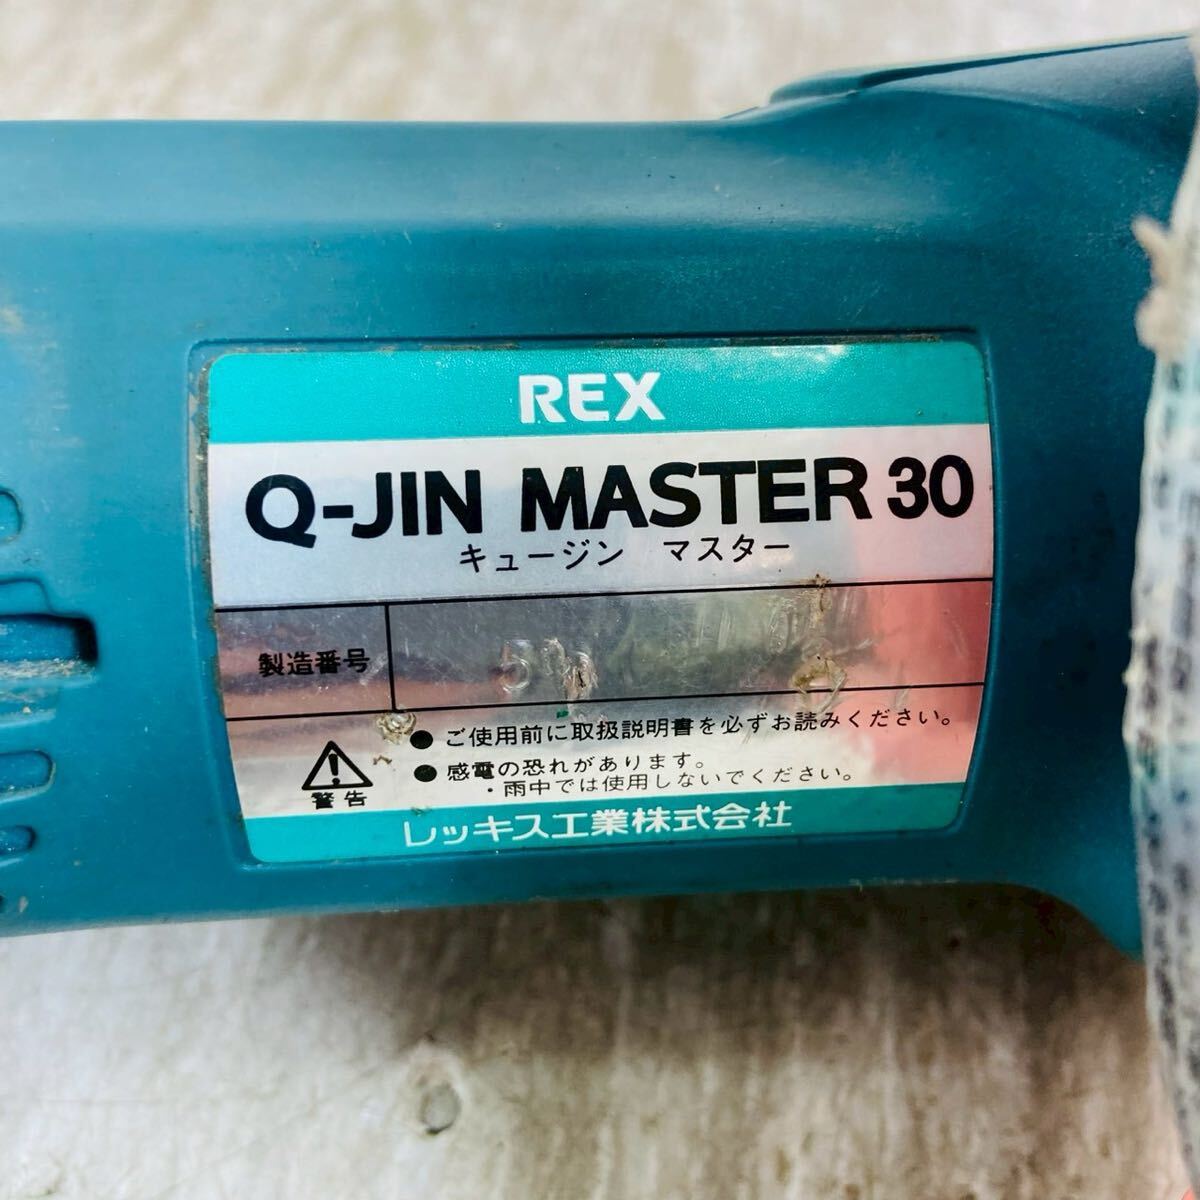 REX
Q-JIN MASTER 30
キュージン マスター
製造番号
● ご使用前に取扱説明書を必ずお読みください。
● 感電の恐れがあります。
・雨中では使用しないでください。
警告
レッキス工業株式会社